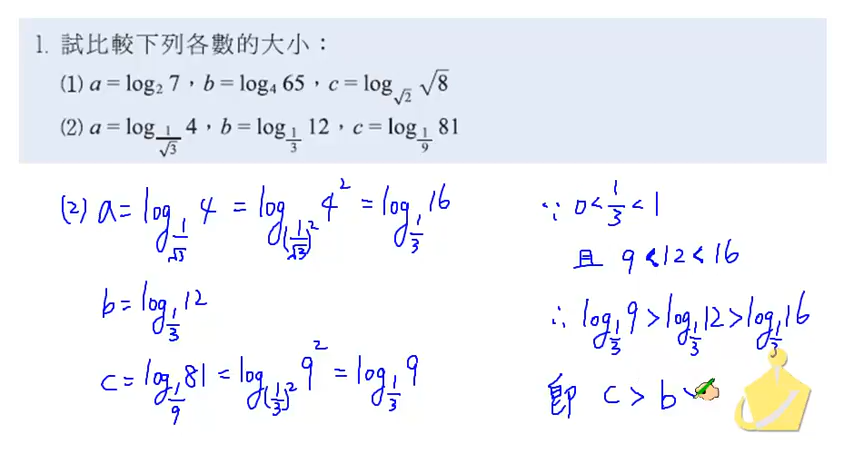 1. 試比較下列各數的大小：
(1) a = log₂ 7，b = log₄ 65，c = log_{√2} √8
(2) a = log_{1/√3} 4，b = log_{1/3} 12，c = log_{1/9} 81
(2) a = log_{1/√3} 4 = log_{(1/√3)²} 4² = log_{1/3} 16
b = log_{1/3} 12
c = log_{1/9} 81 = log_{(1/3)²} 9² = log_{1/3} 9
∵ 0 < 1/3 < 1
且 9 < 12 < 16
∴ log_{1/3} 9 > log_{1/3} 12 > log_{1/3} 16
即 c > b